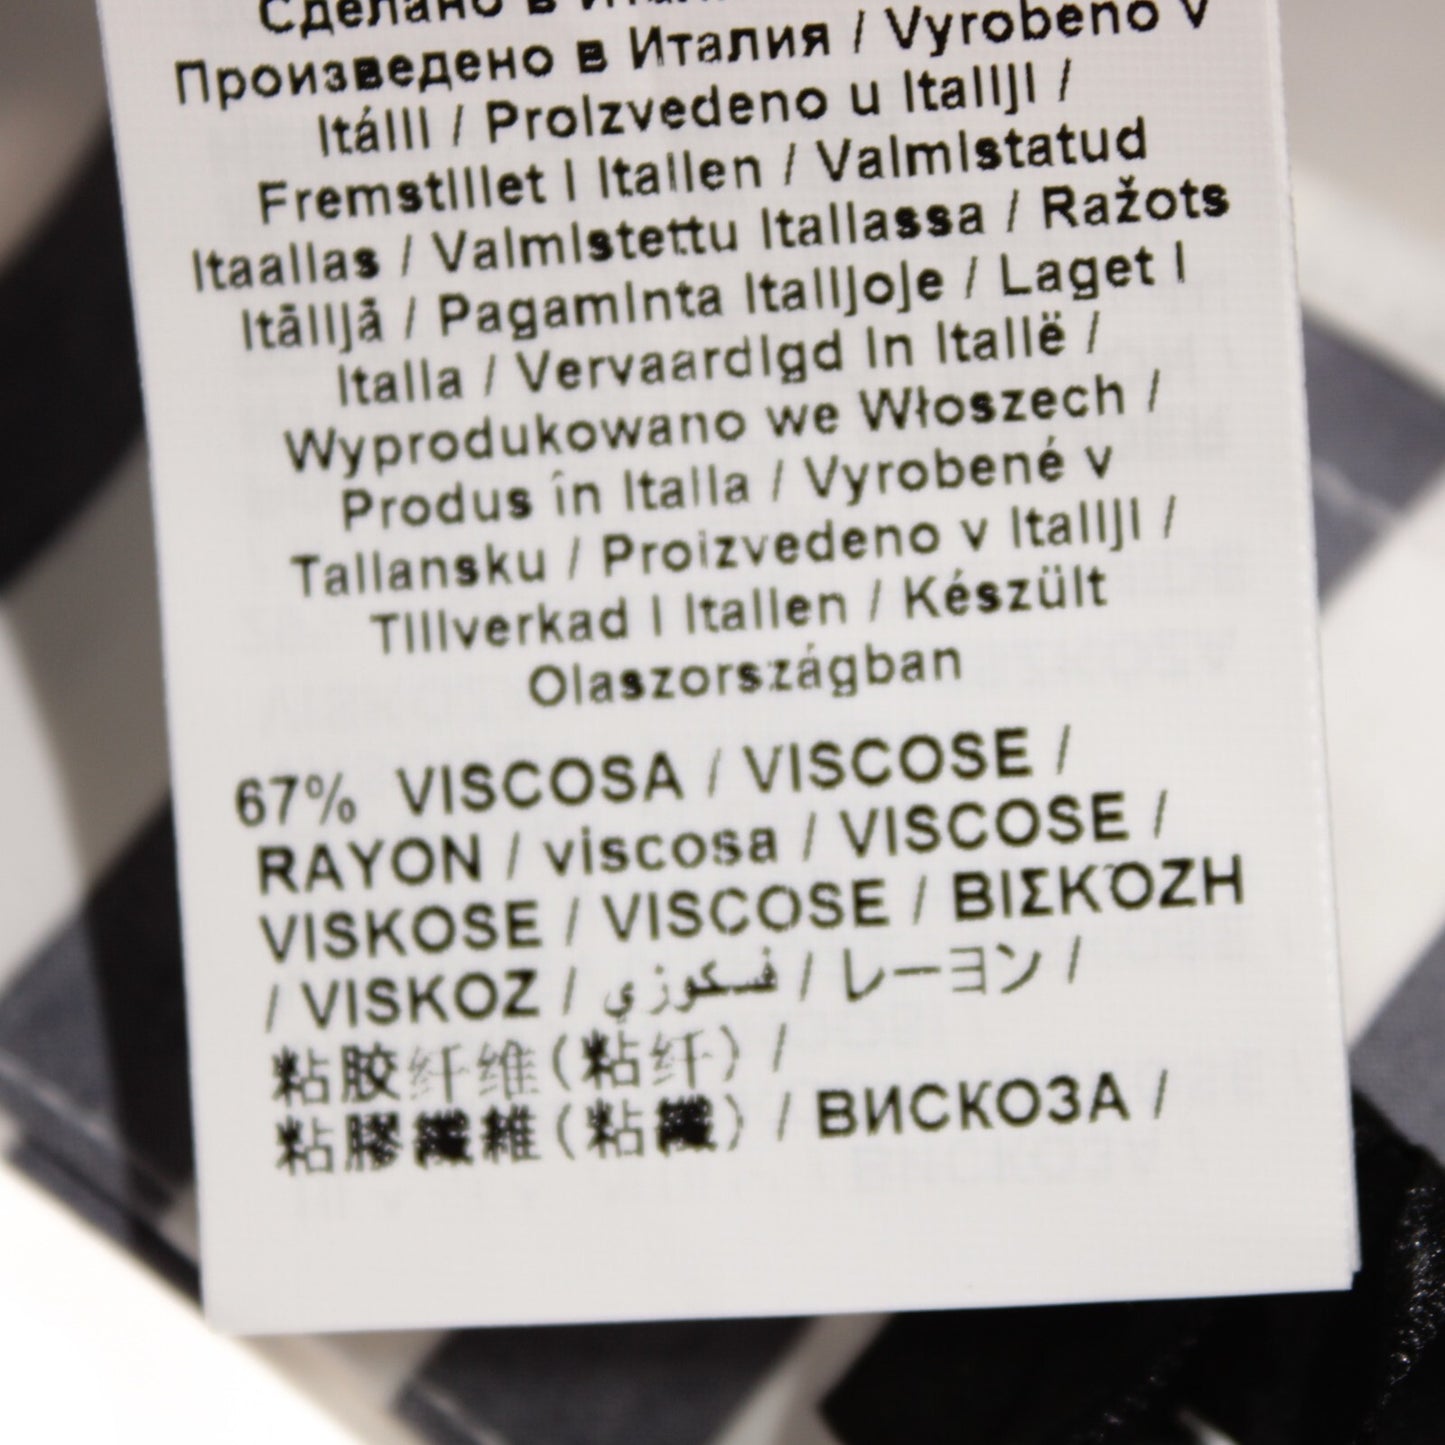 Сделано в Италии
Произведено в Италия / Vyrobeno v
Itálii / Proizvedeno u Italiji /
Fremstillet i Italien / Valmistatud
Itaalias / Valmistettu Italiassa / Ražots
Itālijā / Pagaminta Italijoje / Laget i
Italia / Vervaardigd in Italië /
Wyprodukowano we Włoszech /
Produs în Italia / Vyrobené v
Taliansku / Proizvedeno v Italiji /
Tillverkad i Italien / Készült
Olaszországban
67% VISCOSA / VISCOSE /
RAYON / viscosa / VISCOSE /
VISKOSE / VISCOSE / ΒΙΣΚΌΖΗ
/ VISKOZ / فسكوزي / レーヨン /
粘胶纤维(粘纤) /
粘膠纖維(粘纖) / ВИСКОЗА /